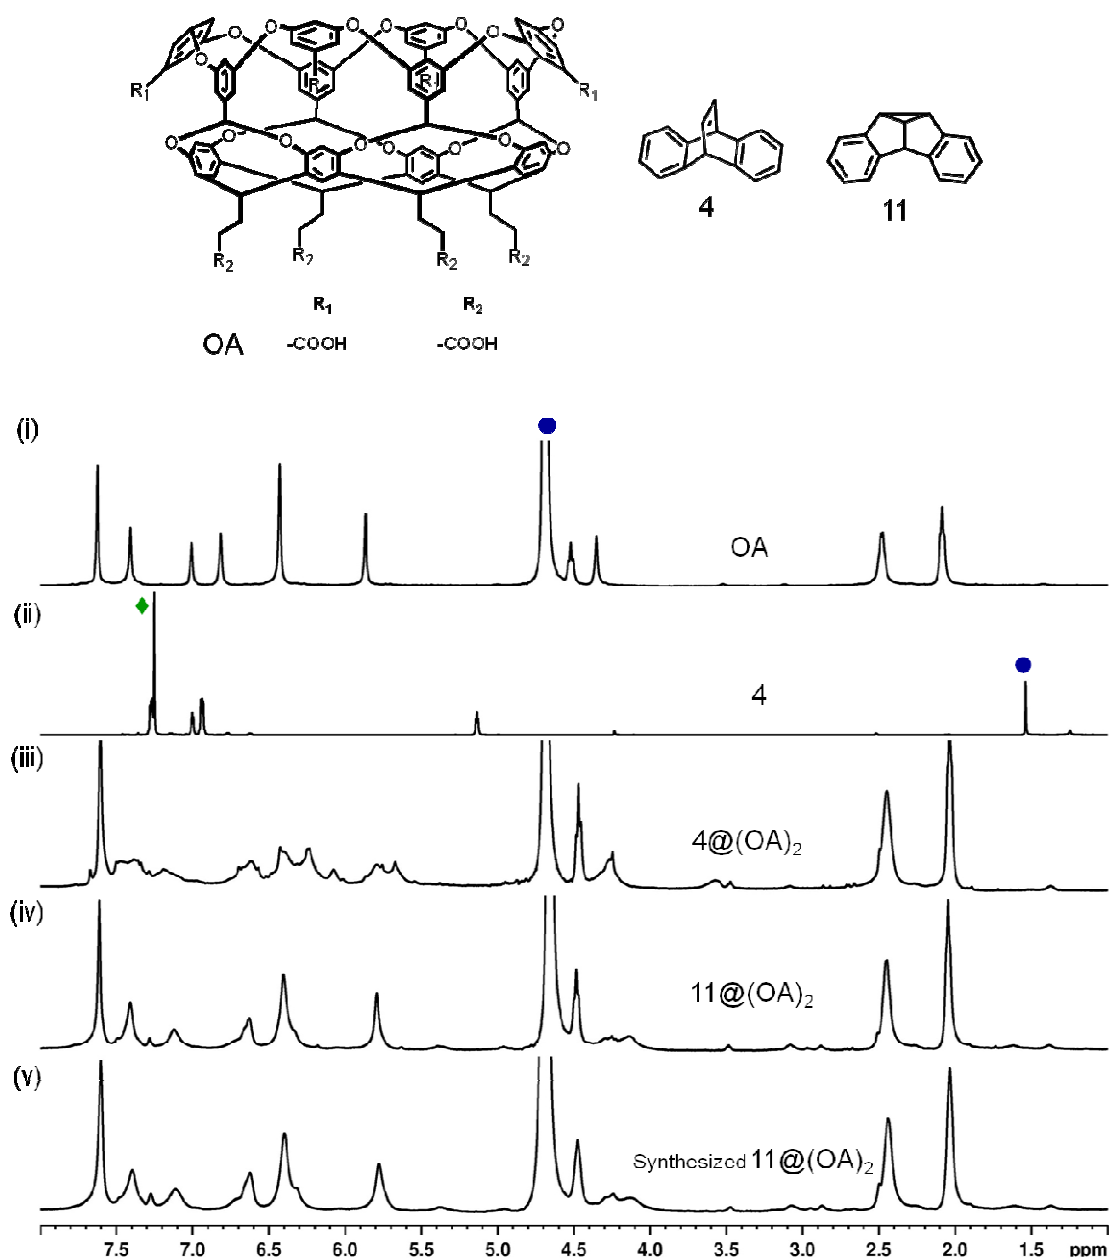 O O O O O O
R1 R R1 R1
O O O O O O
R2 R2 R2 R2
4 11
R1 R2
OA -COOH -COOH
(i) OA
(ii) 4
(iii) 4@(OA)2
(iv) 11@(OA)2
(v) Synthesized 11@(OA)2
7.5 7.0 6.5 6.0 5.5 5.0 4.5 4.0 3.5 3.0 2.5 2.0 1.5 ppm